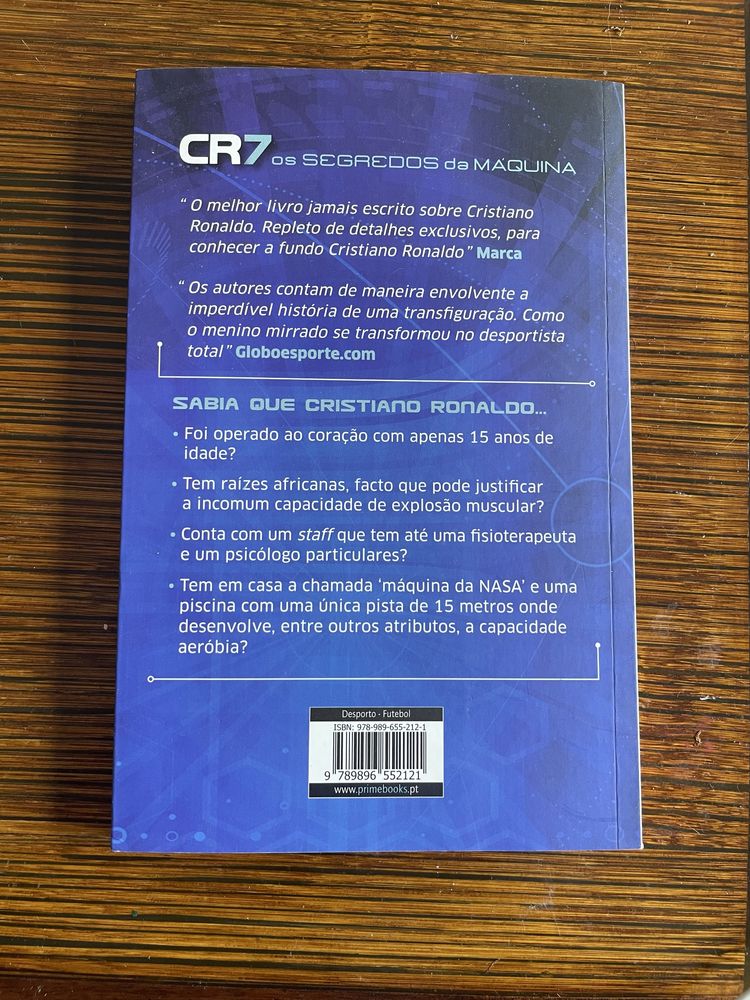 CR7 os SEGREDOS da MÁQUINA
“ O melhor livro jamais escrito sobre Cristiano
Ronaldo. Repleto de detalhes exclusivos, para
conhecer a fundo Cristiano Ronaldo” Marca
“ Os autores contam de maneira envolvente a
imperdível história de uma transfiguração. Como
o menino mirrado se transformou no desportista
total” Globoesporte.com
SABIA QUE CRISTIANO RONALDO...
• Foi operado ao coração com apenas 15 anos de
idade?
• Tem raízes africanas, facto que pode justificar
a incomum capacidade de explosão muscular?
• Conta com um staff que tem até uma fisioterapeuta
e um psicólogo particulares?
• Tem em casa a chamada ‘máquina da NASA’ e uma
piscina com uma única pista de 15 metros onde
desenvolve, entre outros atributos, a capacidade
aeróbia?
Desporto - Futebol
ISBN: 978-989-655-212-1
9 789896 552121
www.primebooks.pt